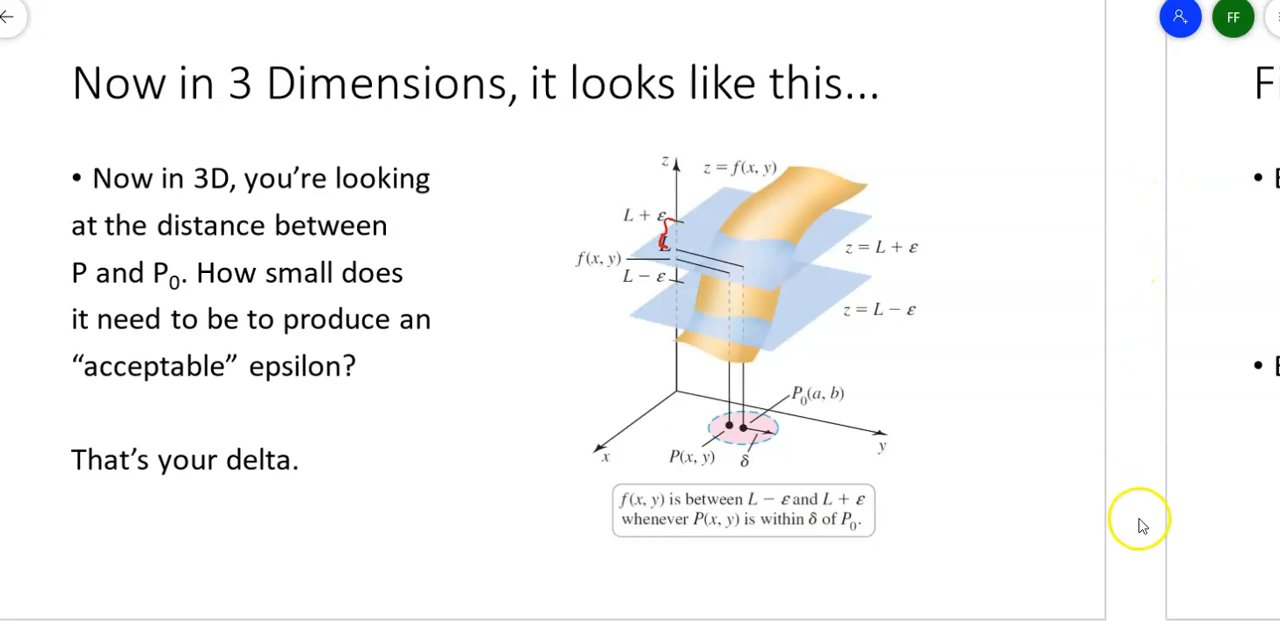 FF
Now in 3 Dimensions, it looks like this...
• Now in 3D, you're looking
at the distance between
P and P0. How small does
it need to be to produce an
“acceptable” epsilon?
That's your delta.
z
z = f(x, y)
L + ε
L
f(x, y)
L − ε
z = L + ε
z = L − ε
P0(a, b)
P(x, y)
δ
x
y
f(x, y) is between L − ε and L + ε
whenever P(x, y) is within δ of P0.